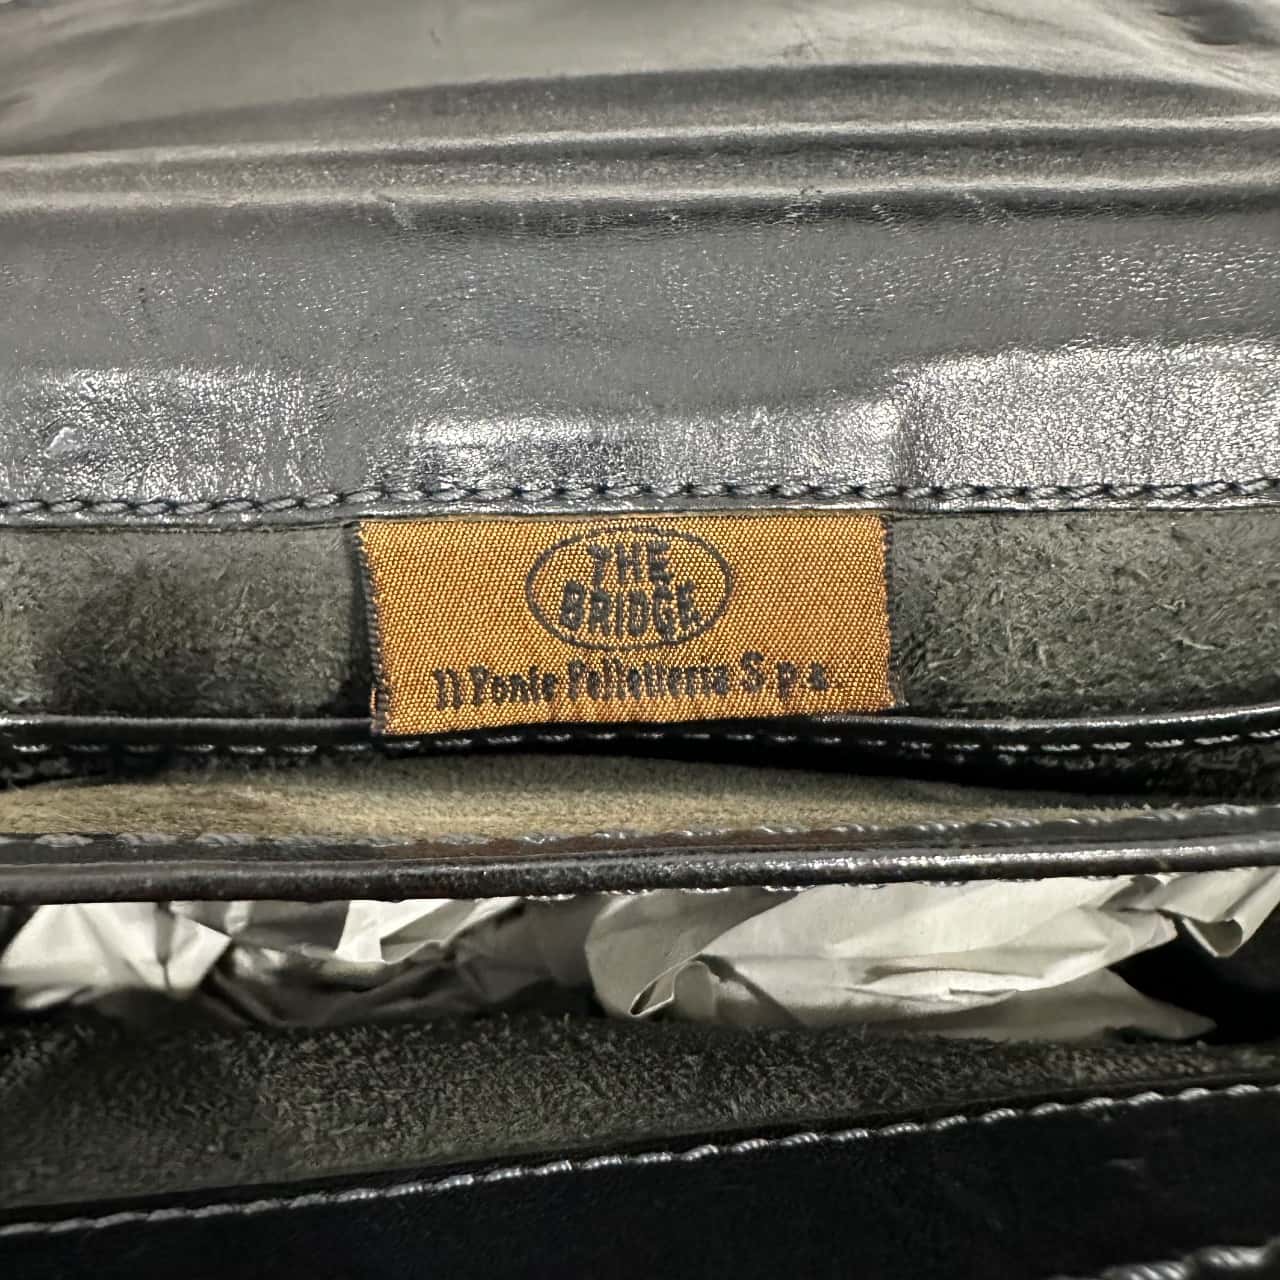 THE
BRIDGE
Il Ponte Pelletteria S.p.a.